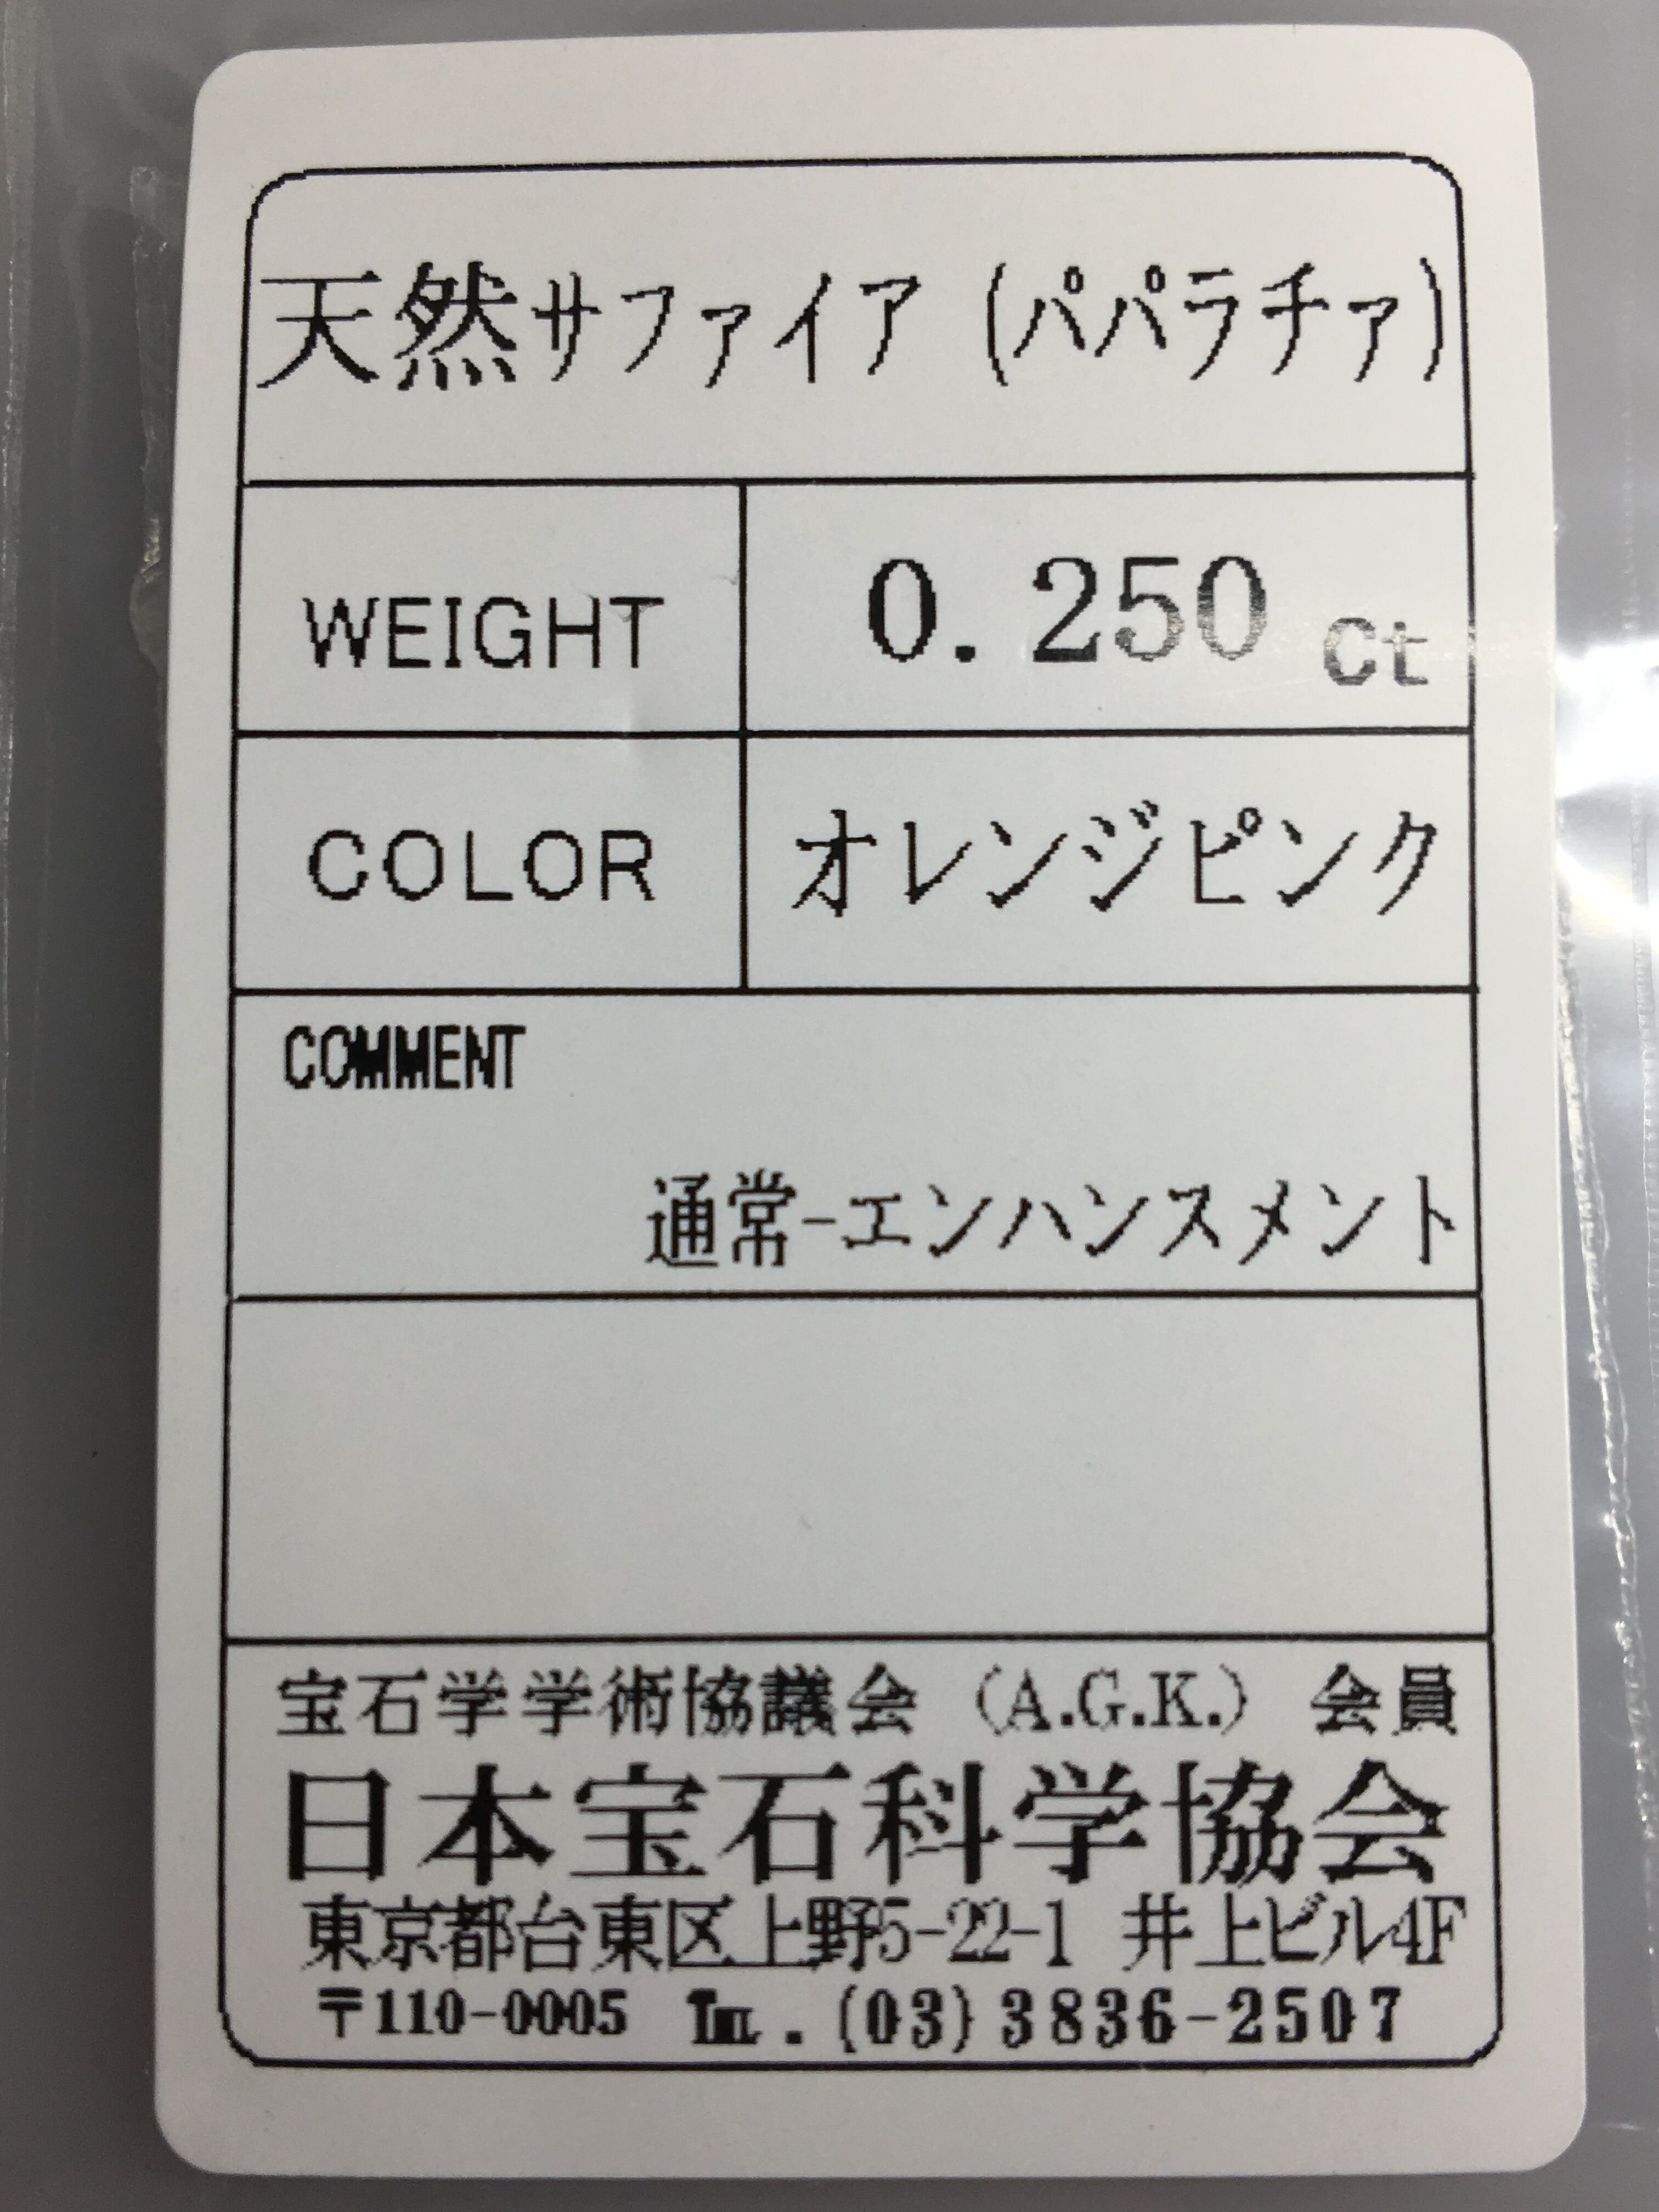 天然サファイア (パパラチァ)
WEIGHT 0.250 Ct
COLOR オレンジピンク
COMMENT
通常-エンハンスメント
宝石学学術協議会 (A.G.K.) 会員
日本宝石科学協会
東京都台東区上野5-22-1 井上ビル4F
〒110-0005 ℡.(03)3836-2507